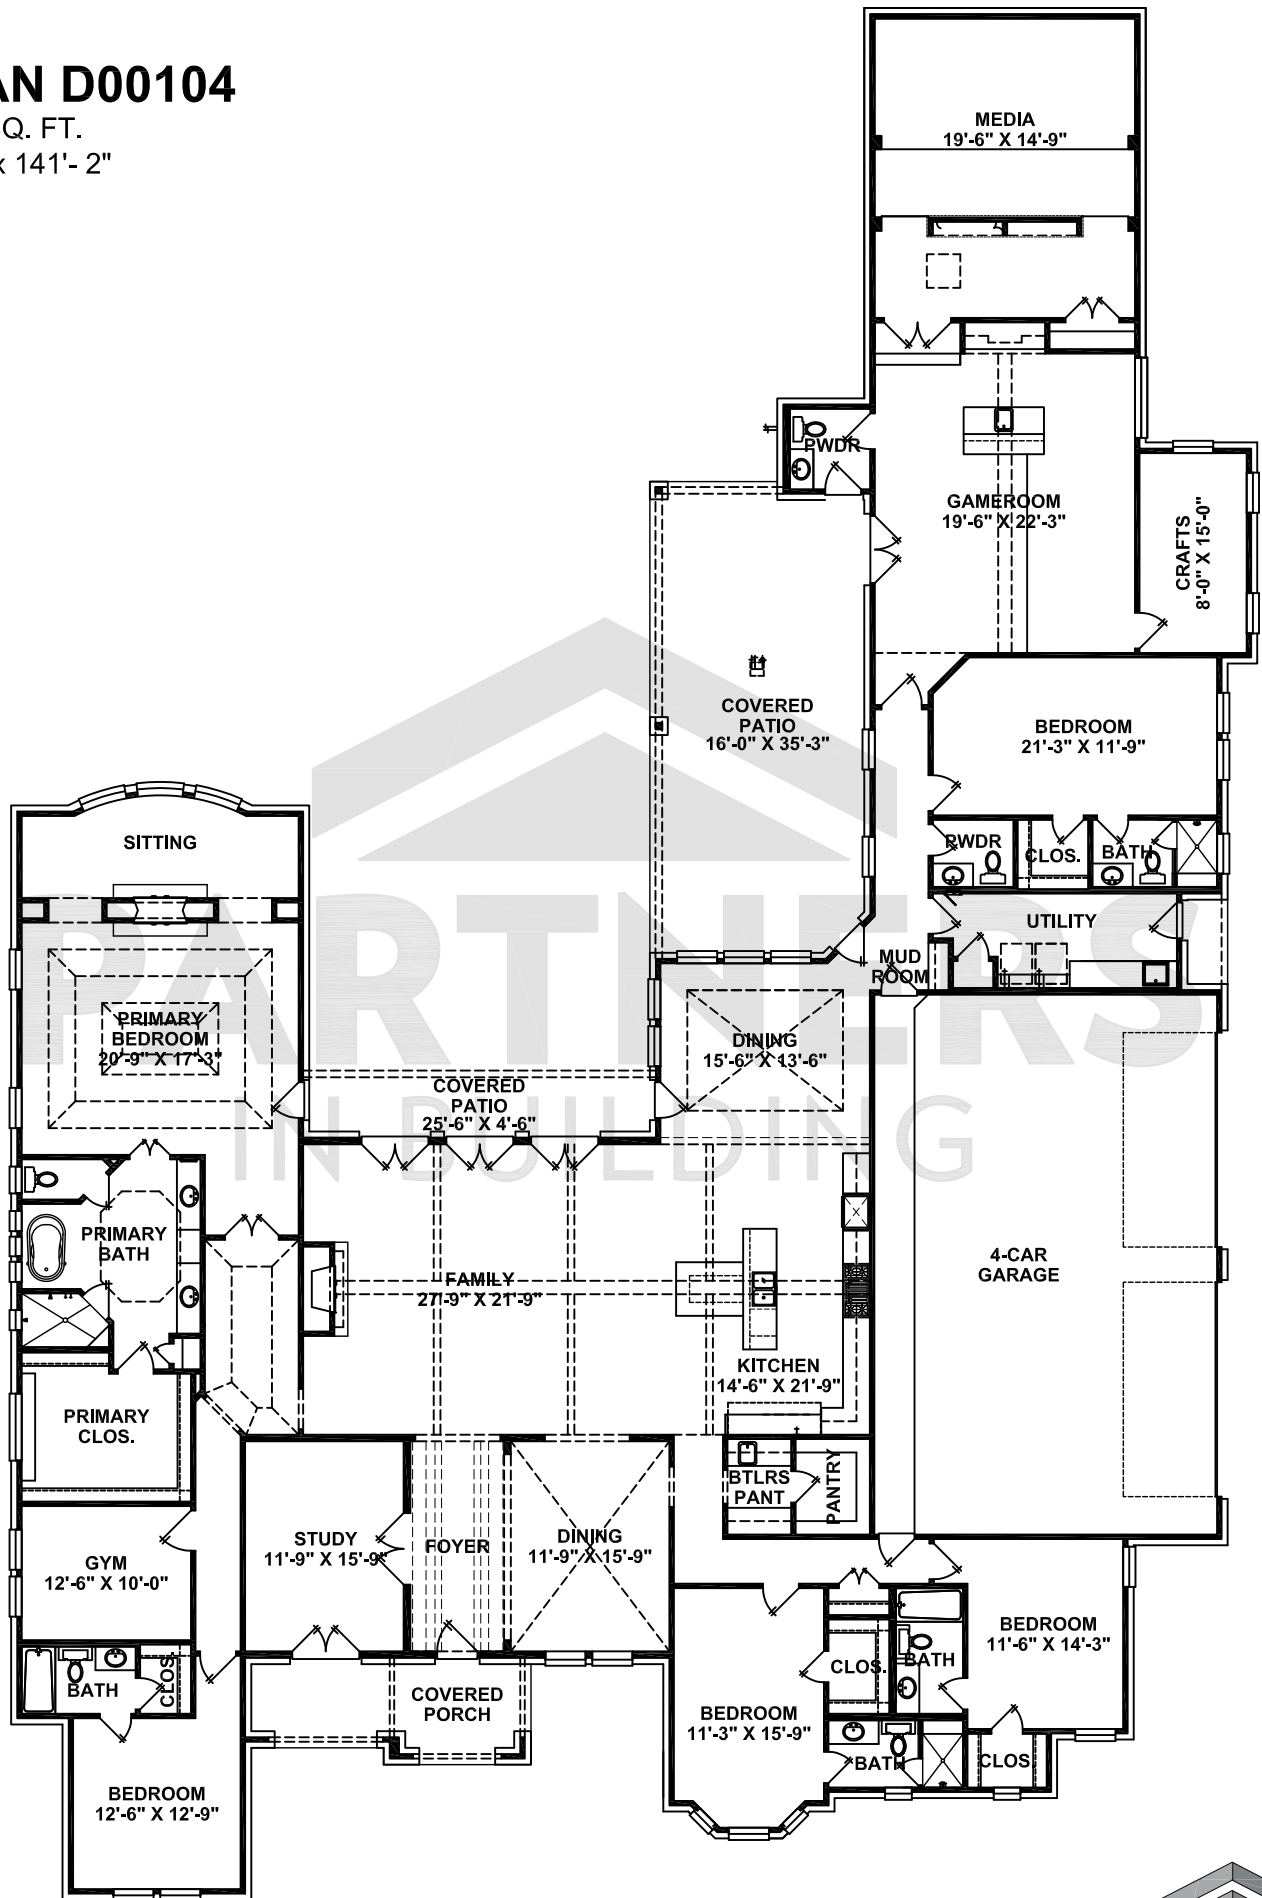 AN D00104
Q. FT.
x 141'- 2"
MEDIA
19'-6" X 14'-9"
PWDR
GAMEROOM
19'-6" X 22'-3"
CRAFTS
8'-0" X 15'-0"
COVERED
PATIO
16'-0" X 35'-3"
BEDROOM
21'-3" X 11'-9"
SITTING
PWDR
CLOS.
BATH
UTILITY
MUD
ROOM
PARTNERS
IN BUILDING
PRIMARY
BEDROOM
20'-9" X 17'-3"
DINING
15'-6" X 13'-6"
COVERED
PATIO
25'-6" X 4'-6"
PRIMARY
BATH
FAMILY
27'-9" X 21'-9"
4-CAR
GARAGE
KITCHEN
14'-6" X 21'-9"
PRIMARY
CLOS.
BTLRS
PANT
PANTRY
STUDY
11'-9" X 15'-9"
FOYER
DINING
11'-9" X 15'-9"
GYM
12'-6" X 10'-0"
BEDROOM
11'-6" X 14'-3"
BATH
CLOS.
CLOS.
BATH
COVERED
PORCH
BEDROOM
11'-3" X 15'-9"
BATH
CLOS.
BEDROOM
12'-6" X 12'-9"